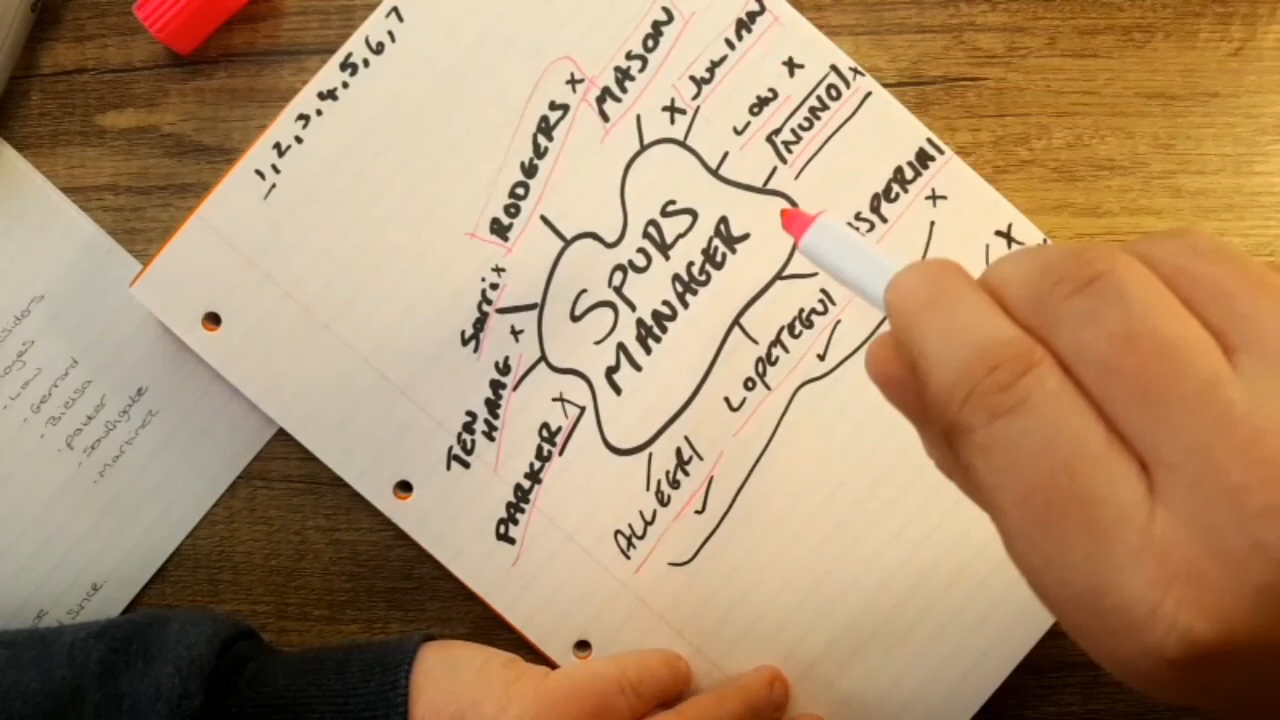 1,2,3,4,5,6,7
SPURS
MANAGER
MASON
x JULIAN
LOW x
NUNO x
SPERINI
x
x
LOPETEGUI
✓
ALLEGRI
✓
PARKER x
TEN
HAAG x
Sarri x
RODGERS x
· LOW
· Gerrard
· Bielsa
· Potter
· Southgate
· Martinez
since.